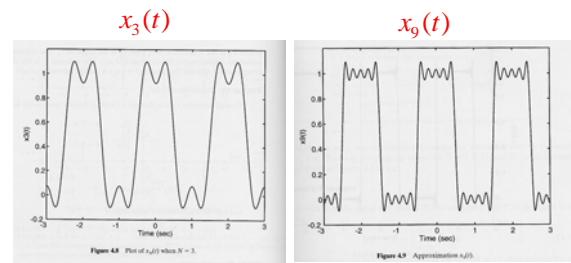 x₃(t)
x₉(t)
1
0.8
0.6
0.4
0.2
0
-0.2
x3(t)
-3 -2 -1 0 1 2 3
Time (sec)
Figure 4.8 Plot of xₙ(t) when N = 3.
1
0.8
0.6
0.4
0.2
0
-0.2
x9(t)
-3 -2 -1 0 1 2 3
Time (sec)
Figure 4.9 Approximation x₉(t).